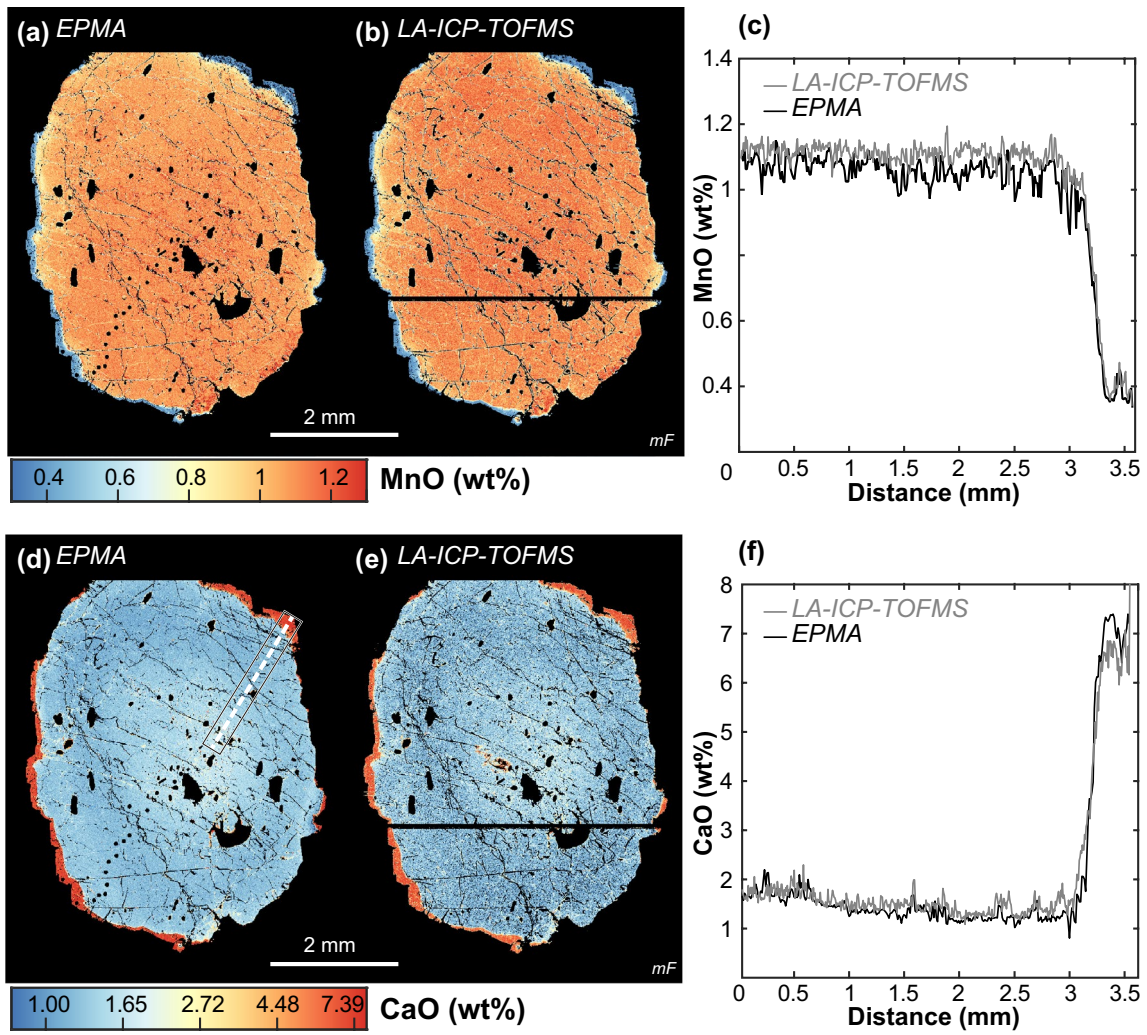 (a) EPMA
(b) LA-ICP-TOFMS
2 mm
mF
0.4 0.6 0.8 1 1.2
MnO (wt%)
(c)
LA-ICP-TOFMS
EPMA
1.4
1.2
1
0.6
0.4
MnO (wt%)
0 0.5 1 1.5 2 2.5 3 3.5
Distance (mm)
(d) EPMA
(e) LA-ICP-TOFMS
2 mm
mF
1.00 1.65 2.72 4.48 7.39
CaO (wt%)
(f)
LA-ICP-TOFMS
EPMA
8
7
6
5
4
3
2
1
CaO (wt%)
0 0.5 1 1.5 2 2.5 3 3.5
Distance (mm)